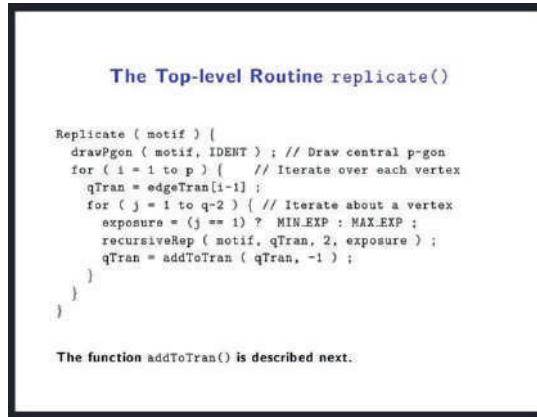 The Top-level Routine replicate()
Replicate ( motif ) {
drawPgon ( motif, IDENT ) ; // Draw central p-gon
for ( i = 1 to p ) { // Iterate over each vertex
qTran = edgeTran[i-1] ;
for ( j = 1 to q-2 ) { // Iterate about a vertex
exposure = (j == 1) ? MIN_EXP : MAX_EXP ;
recursiveRep ( motif, qTran, 2, exposure ) ;
qTran = addToTran ( qTran, -1 ) ;
}
}
}
The function addToTran() is described next.